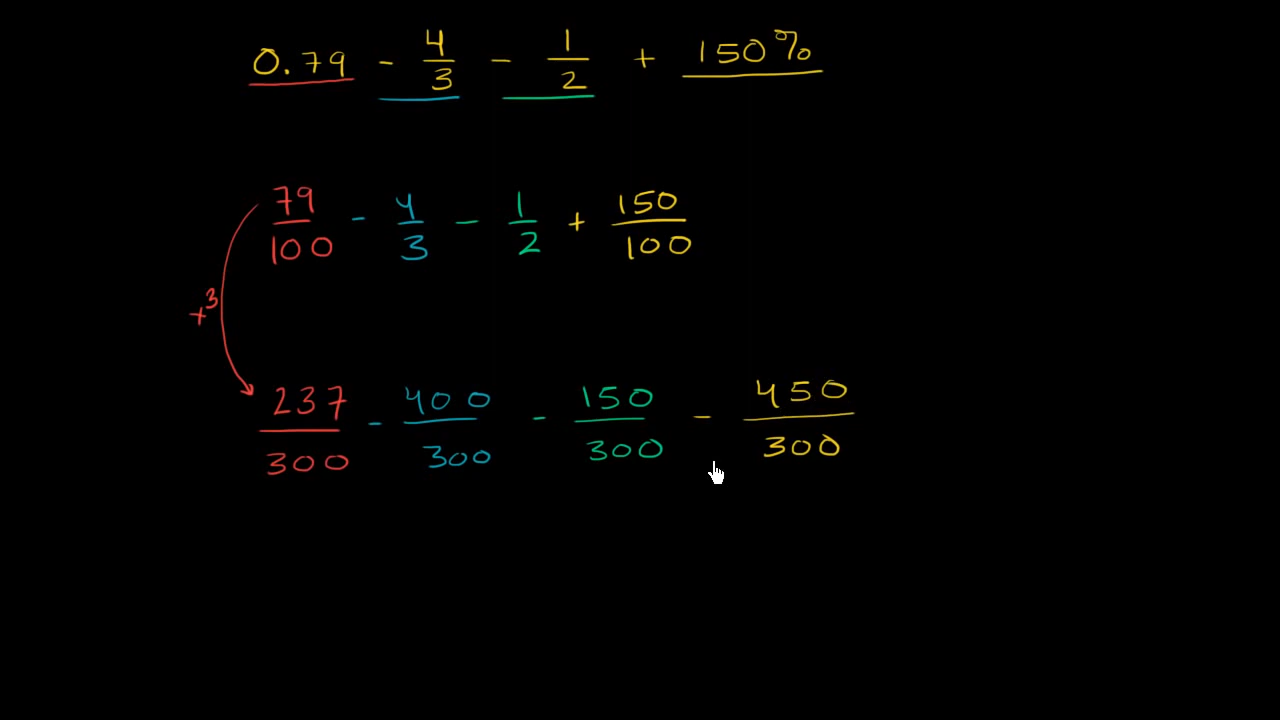 0.79 - 4/3 - 1/2 + 150%
79/100 - 4/3 - 1/2 + 150/100
×3
237/300 - 400/300 - 150/300 - 450/300